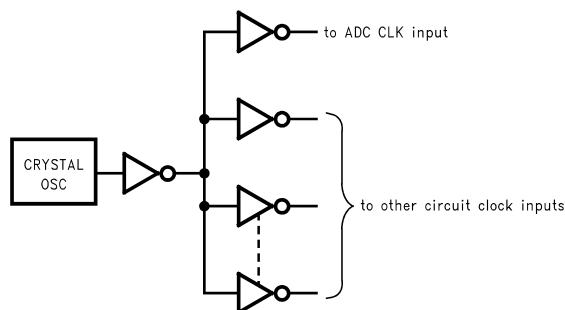 to ADC CLK input
CRYSTAL
OSC
to other circuit clock inputs